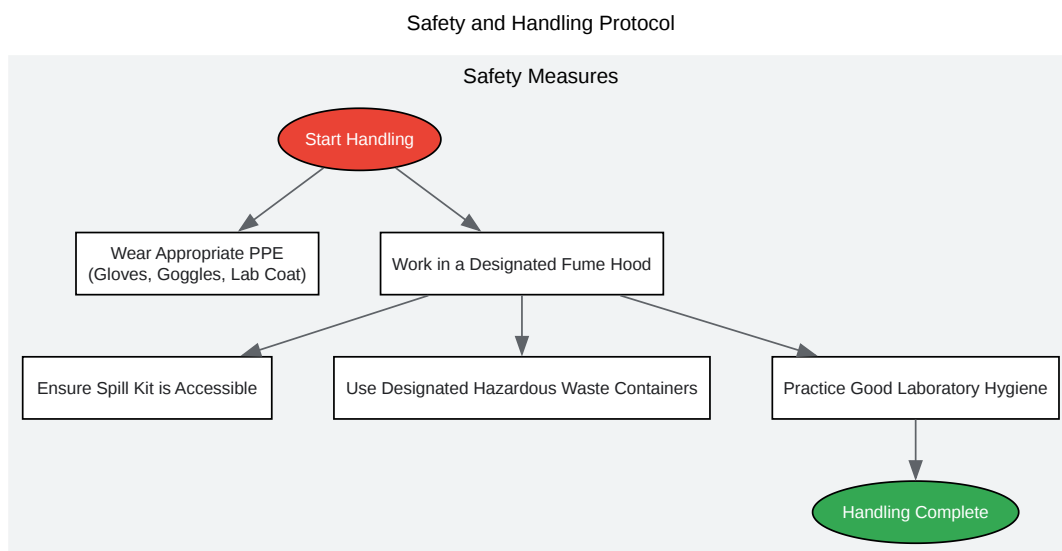 Safety and Handling Protocol
Safety Measures
Start Handling
Wear Appropriate PPE
(Gloves, Goggles, Lab Coat)
Work in a Designated Fume Hood
Ensure Spill Kit is Accessible
Use Designated Hazardous Waste Containers
Practice Good Laboratory Hygiene
Handling Complete